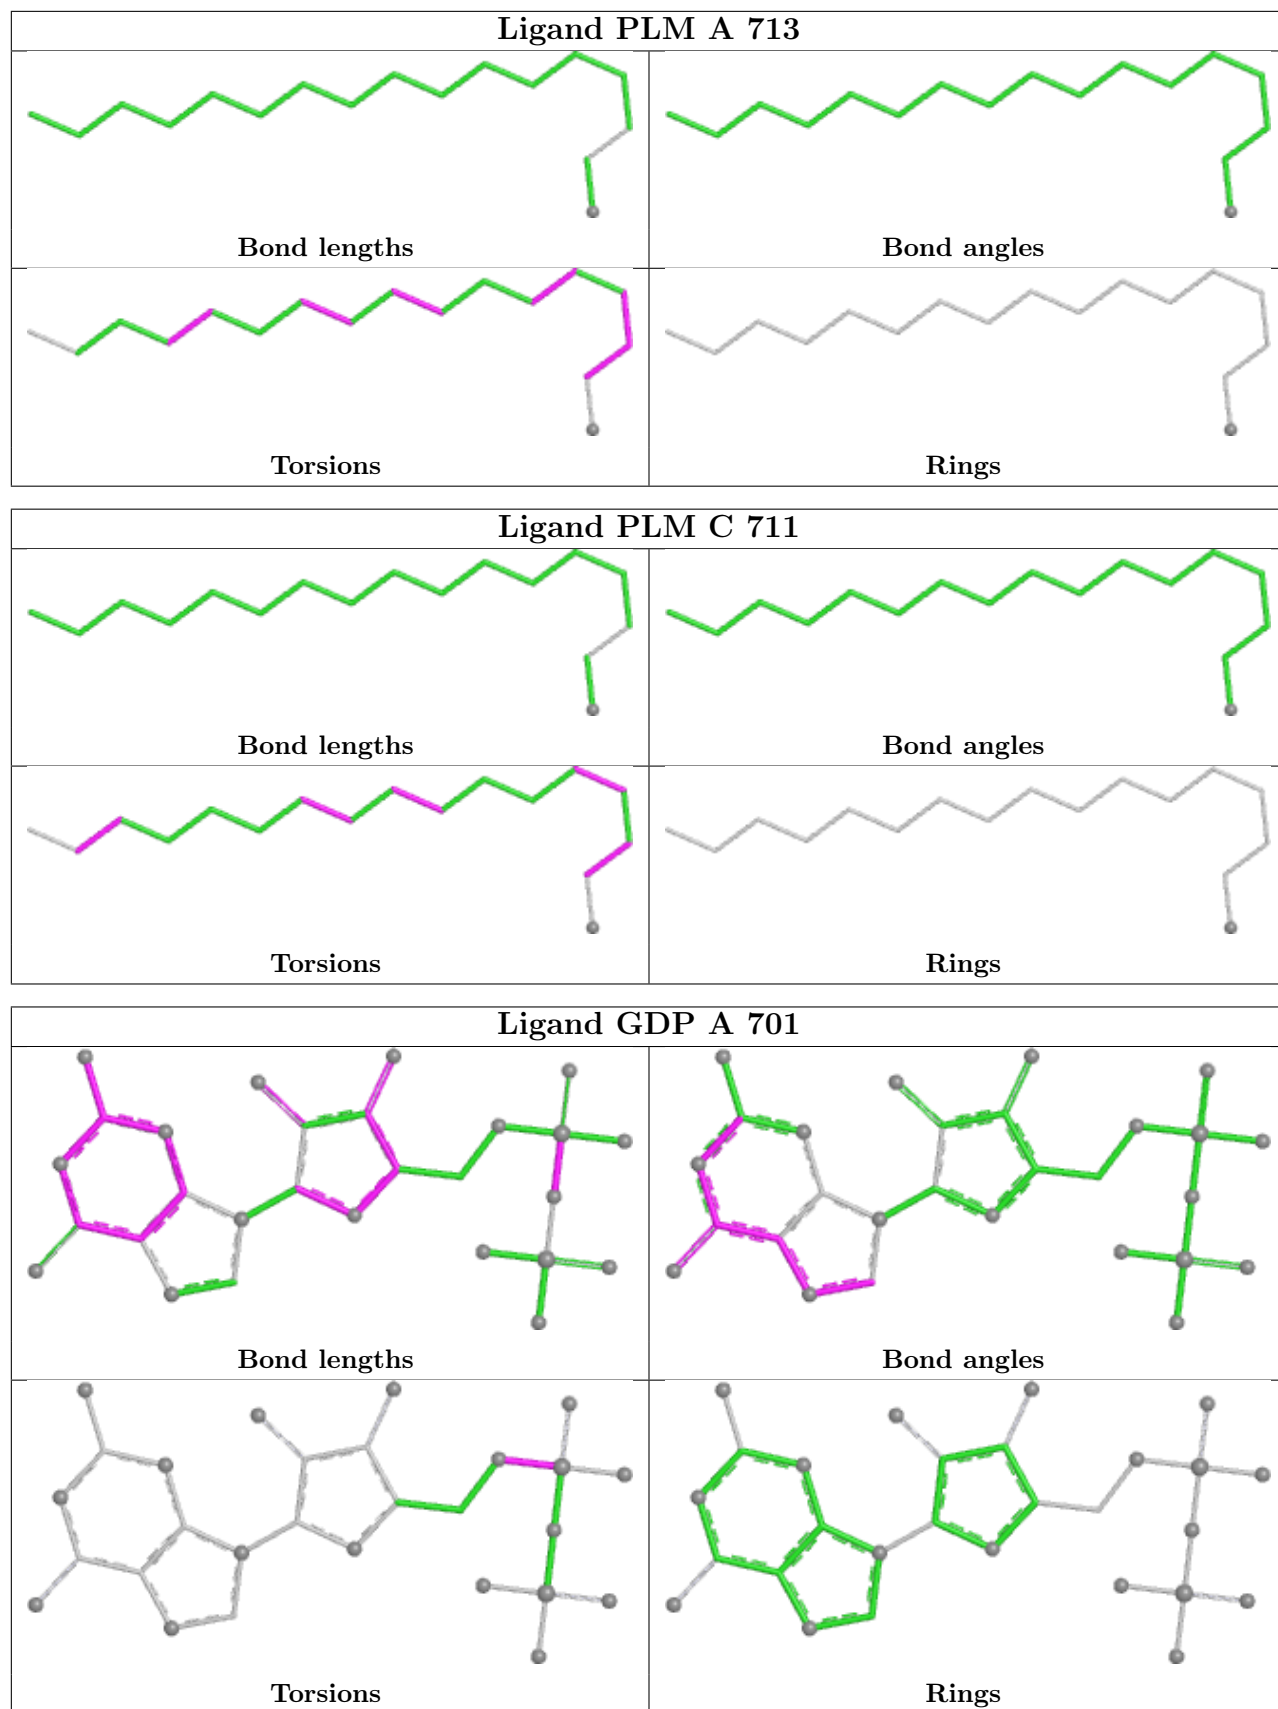 Ligand PLM A 713
Bond lengths
Bond angles
Torsions
Rings
Ligand PLM C 711
Bond lengths
Bond angles
Torsions
Rings
Ligand GDP A 701
Bond lengths
Bond angles
Torsions
Rings